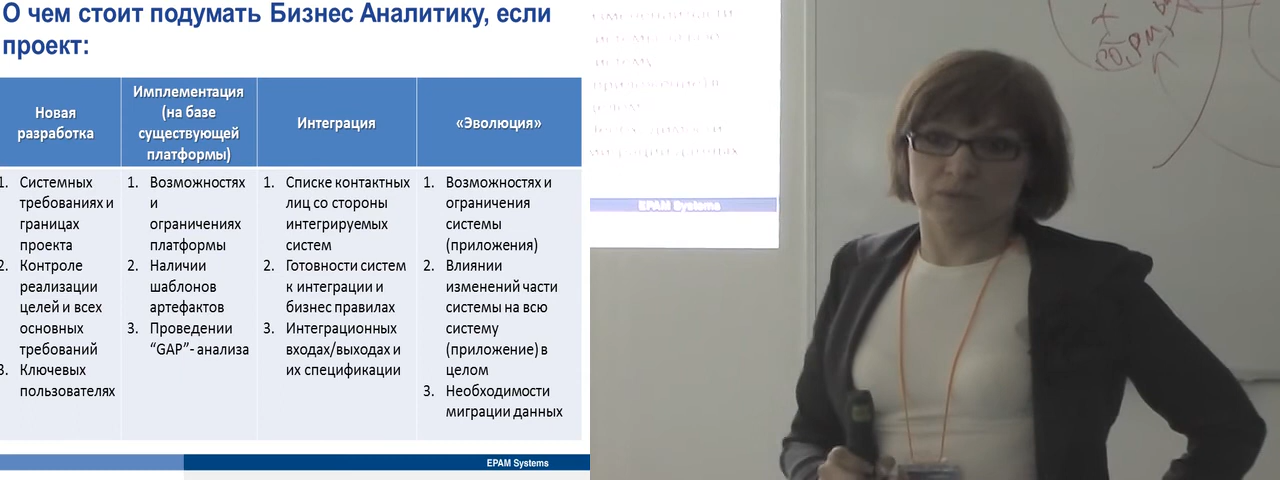 О чем стоит подумать Бизнес Аналитику, если
проект:
Новая
разработка
Имплементация
(на базе
существующей
платформы)
Интеграция
«Эволюция»
1. Системных
требованиях и
границах
проекта
2. Контроле
реализации
целей и всех
основных
требований
3. Ключевых
пользователях
1. Возможностях
и
ограничениях
платформы
2. Наличии
шаблонов
артефактов
3. Проведении
“GAP”- анализа
1. Списке контактных
лиц со стороны
интегрируемых
систем
2. Готовности систем
к интеграции и
бизнес правилах
3. Интеграционных
входах/выходах и
их спецификации
1. Возможностях и
ограничения
системы
(приложения)
2. Влиянии
изменений части
системы на всю
систему
(приложение) в
целом
3. Необходимости
миграции данных
EPAM Systems
EPAM Systems